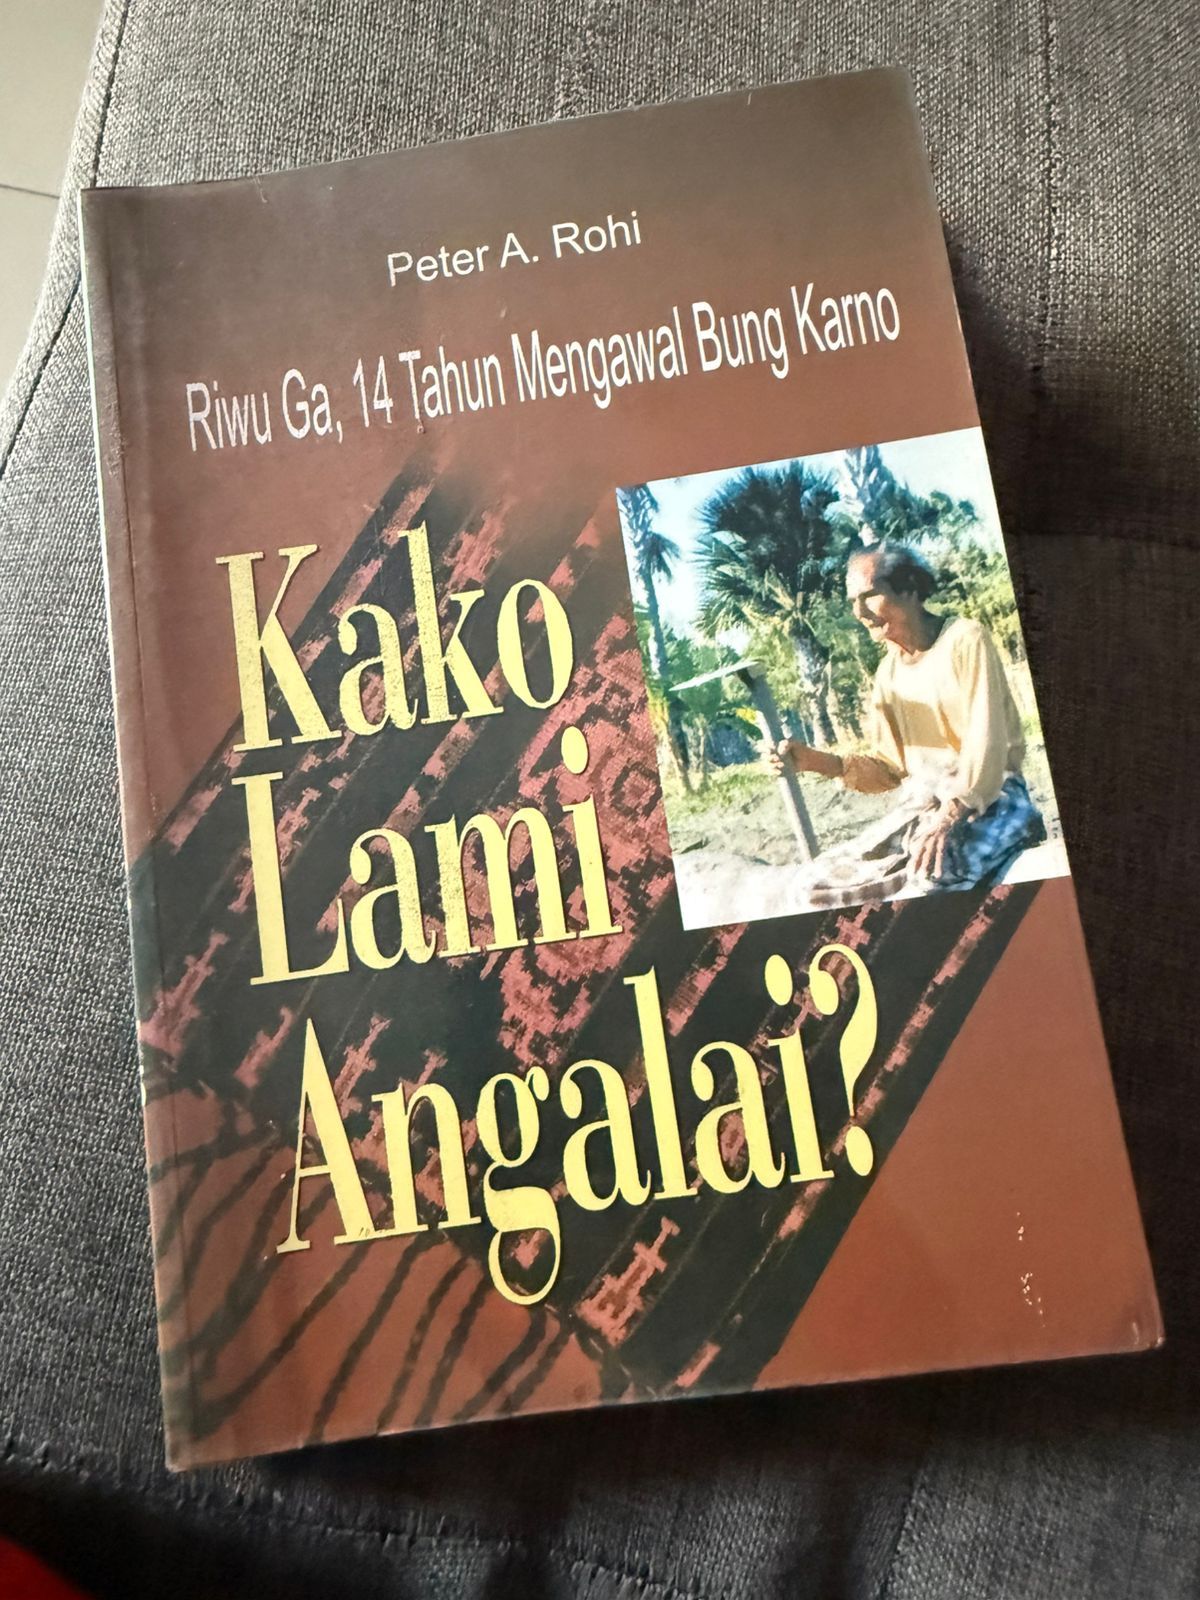 Peter A. Rohi
Riwu Ga, 14 Tahun Mengawal Bung Karno
Kako
Lami
Angalai?